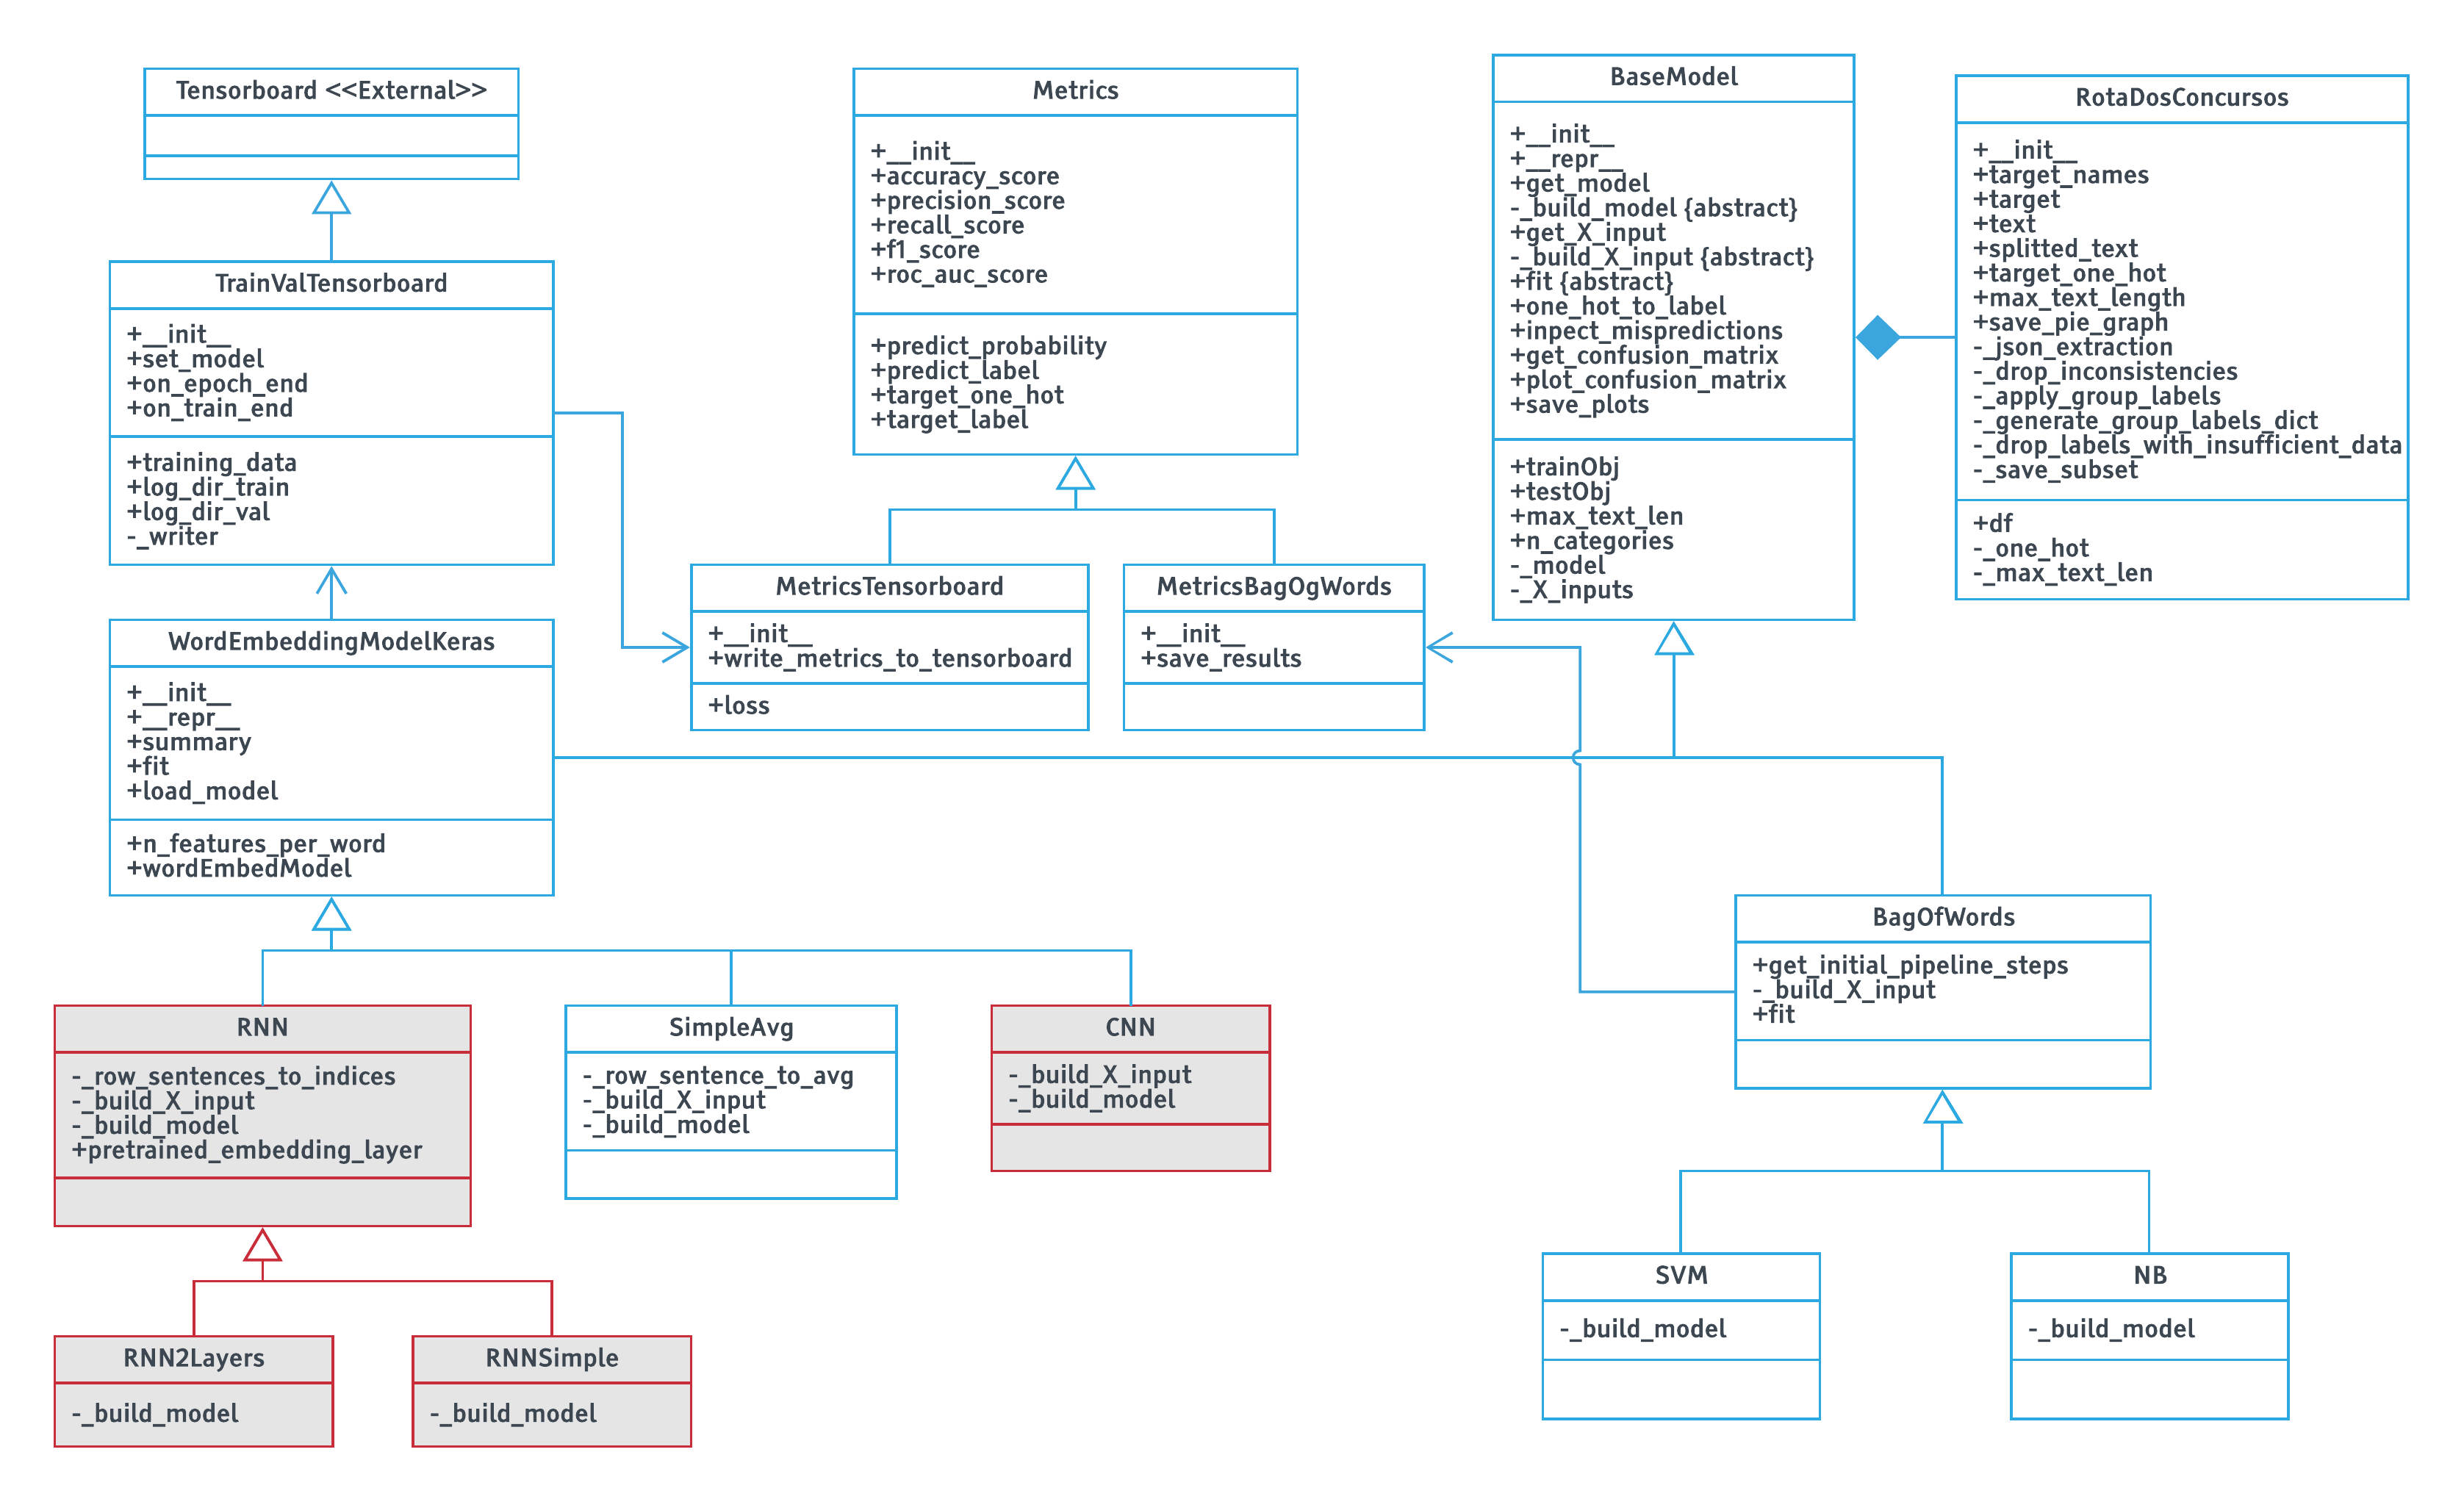 Tensorboard <<External>>
TrainValTensorboard
+__init__
+set_model
+on_epoch_end
+on_train_end
+training_data
+log_dir_train
+log_dir_val
-_writer
WordEmbeddingModelKeras
+__init__
+__repr__
+summary
+fit
+load_model
+n_features_per_word
+wordEmbedModel
Metrics
+__init__
+accuracy_score
+precision_score
+recall_score
+f1_score
+roc_auc_score
+predict_probability
+predict_label
+target_one_hot
+target_label
MetricsTensorboard
+__init__
+write_metrics_to_tensorboard
+loss
MetricsBagOgWords
+__init__
+save_results
BaseModel
+__init__
+__repr__
+get_model
-_build_model {abstract}
+get_X_input
-_build_X_input {abstract}
+fit {abstract}
+one_hot_to_label
+inpect_mispredictions
+get_confusion_matrix
+plot_confusion_matrix
+save_plots
+trainObj
+testObj
+max_text_len
+n_categories
-_model
-_X_inputs
RotaDosConcursos
+__init__
+target_names
+target
+text
+splitted_text
+target_one_hot
+max_text_length
+save_pie_graph
-_json_extraction
-_drop_inconsistencies
-_apply_group_labels
-_generate_group_labels_dict
-_drop_labels_with_insufficient_data
-_save_subset
+df
-_one_hot
-_max_text_len
RNN
-_row_sentences_to_indices
-_build_X_input
-_build_model
+pretrained_embedding_layer
SimpleAvg
-_row_sentence_to_avg
-_build_X_input
-_build_model
CNN
-_build_X_input
-_build_model
BagOfWords
+get_initial_pipeline_steps
-_build_X_input
+fit
RNN2Layers
-_build_model
RNNSimple
-_build_model
SVM
-_build_model
NB
-_build_model